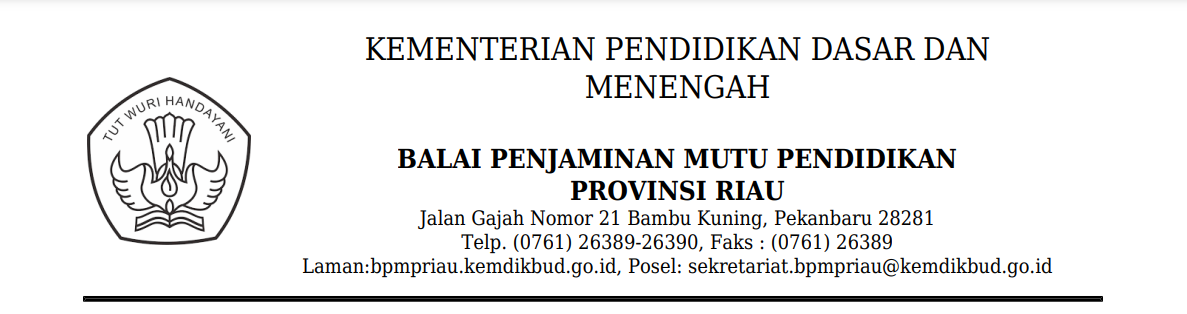 TUT WURI HANDAYANI
KEMENTERIAN PENDIDIKAN DASAR DAN
MENENGAH
BALAI PENJAMINAN MUTU PENDIDIKAN
PROVINSI RIAU
Jalan Gajah Nomor 21 Bambu Kuning, Pekanbaru 28281
Telp. (0761) 26389-26390, Faks : (0761) 26389
Laman:bpmpriau.kemdikbud.go.id, Posel: sekretariat.bpmpriau@kemdikbud.go.id